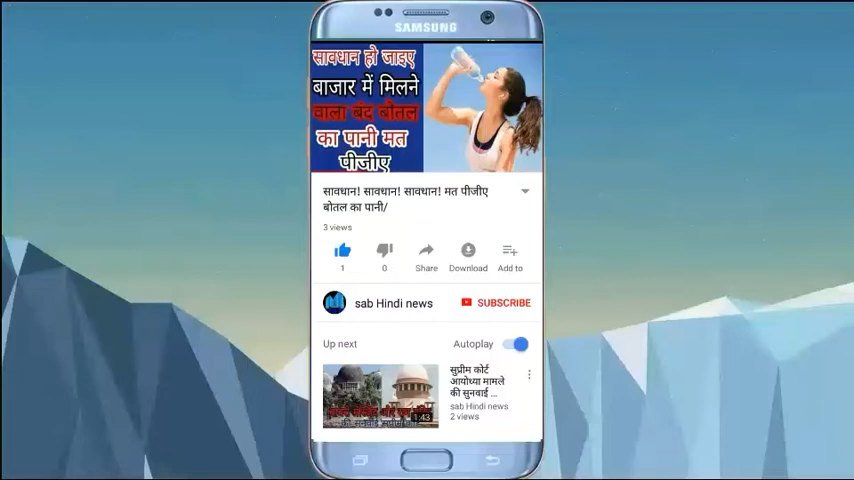 SAMSUNG
सावधान हो जाइए
बाजार में मिलने
वाला बंद बोतल
का पानी मत
पीजीए
सावधान! सावधान! सावधान! मत पीजीए
बोतल का पानी/
3 views
1
0
Share
Download
Add to
sab Hindi news
SUBSCRIBE
Up next
Autoplay
सुप्रीम कोर्ट
आयोध्या मामले
की सुनवाई ...
sab Hindi news
2 views
1:43